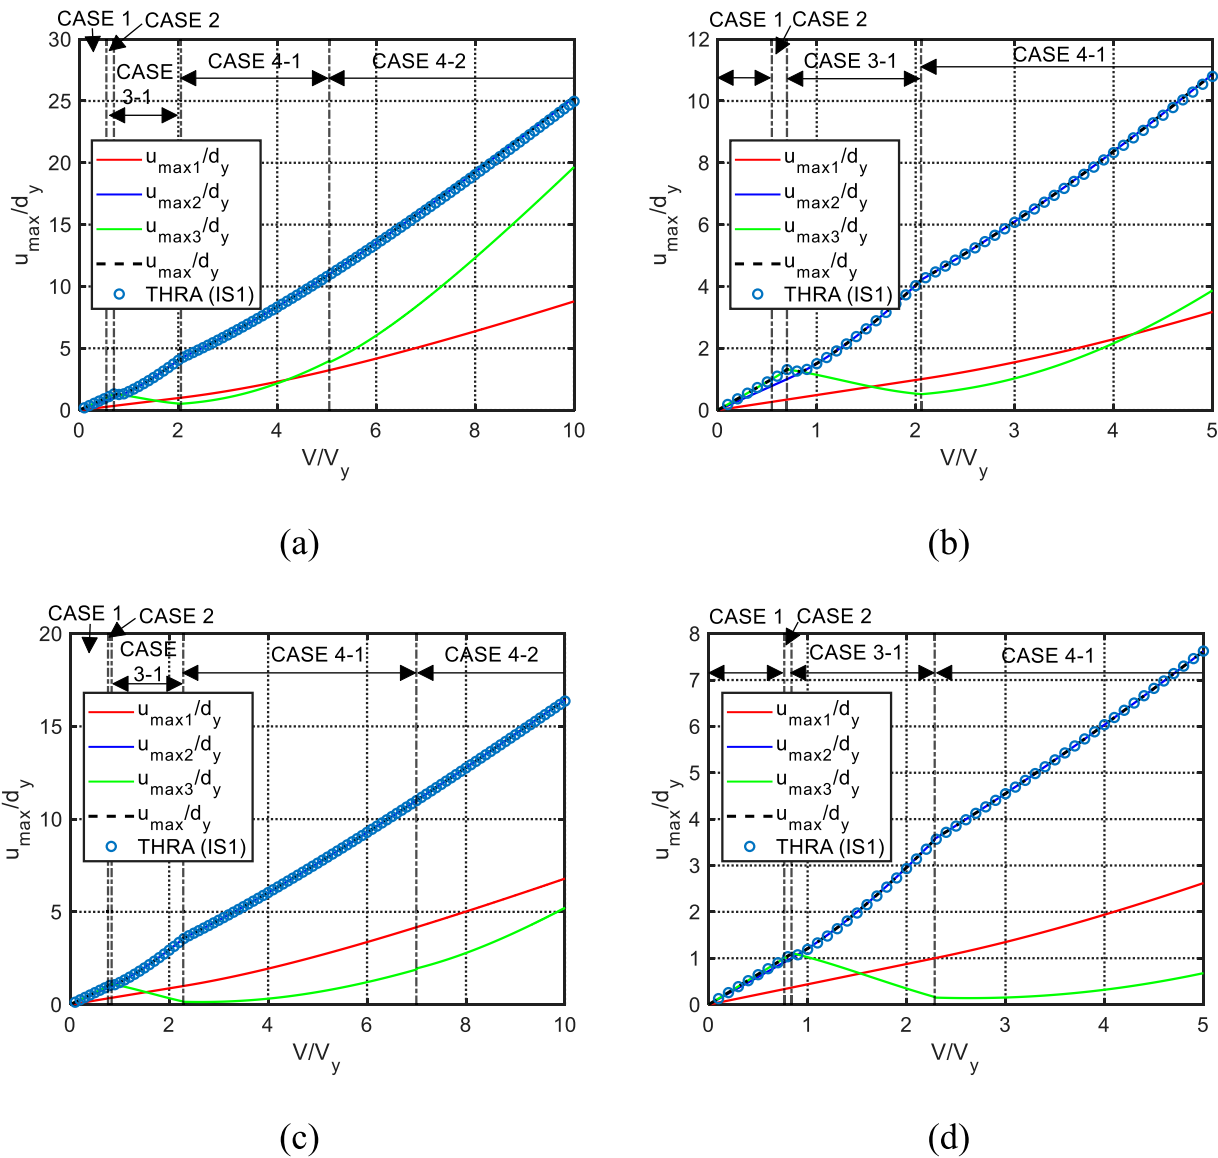 CASE 1
CASE 2
CASE 3-1
CASE 4-1
CASE 4-2
30
25
20
15
10
5
0
u_max/d_y
u_max1/d_y
u_max2/d_y
u_max3/d_y
u_max/d_y
THRA (IS1)
0 2 4 6 8 10
V/V_y
(a)
CASE 1
CASE 2
CASE 3-1
CASE 4-1
12
10
8
6
4
2
0
u_max/d_y
u_max1/d_y
u_max2/d_y
u_max3/d_y
u_max/d_y
THRA (IS1)
0 1 2 3 4 5
V/V_y
(b)
CASE 1
CASE 2
CASE 3-1
CASE 4-1
CASE 4-2
20
15
10
5
0
u_max/d_y
u_max1/d_y
u_max2/d_y
u_max3/d_y
u_max/d_y
THRA (IS1)
0 2 4 6 8 10
V/V_y
(c)
CASE 1
CASE 2
CASE 3-1
CASE 4-1
8
7
6
5
4
3
2
1
0
u_max/d_y
u_max1/d_y
u_max2/d_y
u_max3/d_y
u_max/d_y
THRA (IS1)
0 1 2 3 4 5
V/V_y
(d)